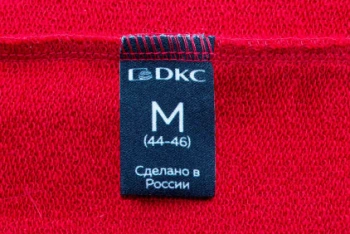 DKC
M
(44-46)
Сделано в
России